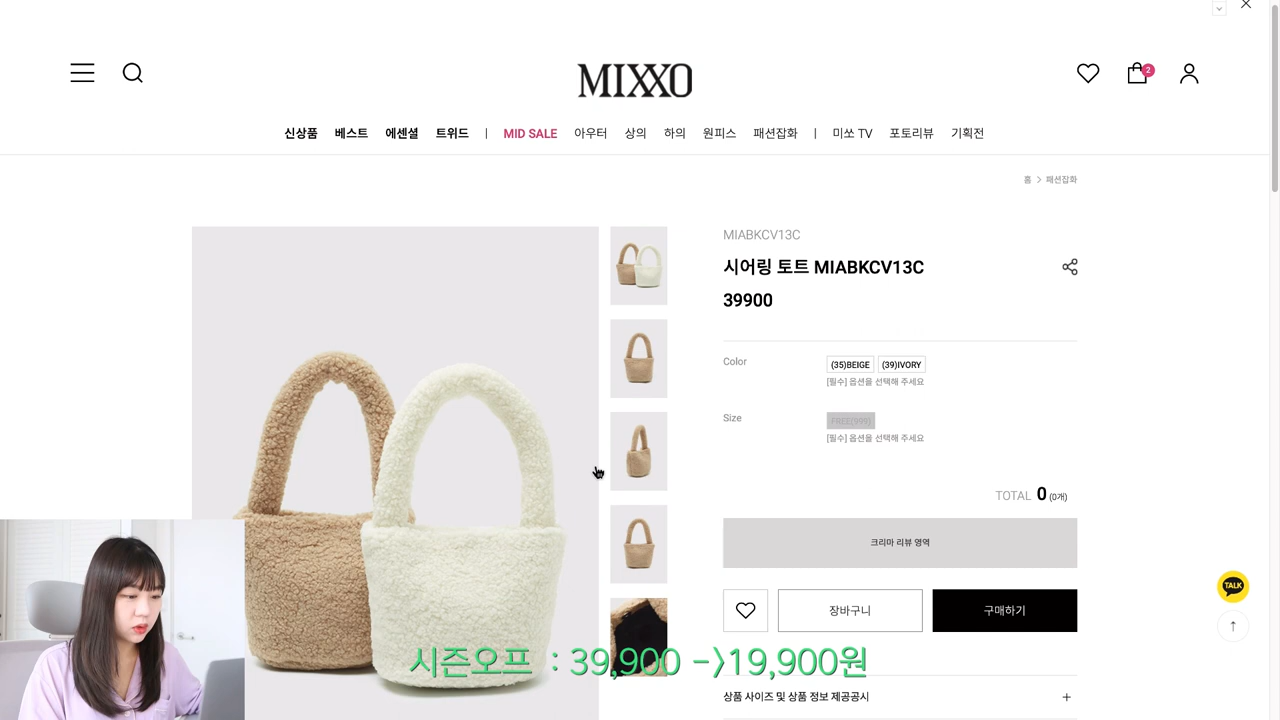 MIXXO
2
신상품 베스트 에센셜 트위드 | MID SALE 아우터 상의 하의 원피스 패션잡화 | 미쏘 TV 포토리뷰 기획전
홈 > 패션잡화
MIABKCV13C
시어링 토트 MIABKCV13C
39900
Color (35)BEIGE (39)IVORY
[필수] 옵션을 선택해 주세요
Size FREE(999)
[필수] 옵션을 선택해 주세요
TOTAL 0 (0개)
크리마 리뷰 영역
장바구니 구매하기
TALK
시즌오프 : 39,900 ->19,900원
상품 사이즈 및 상품 정보 제공공시 +